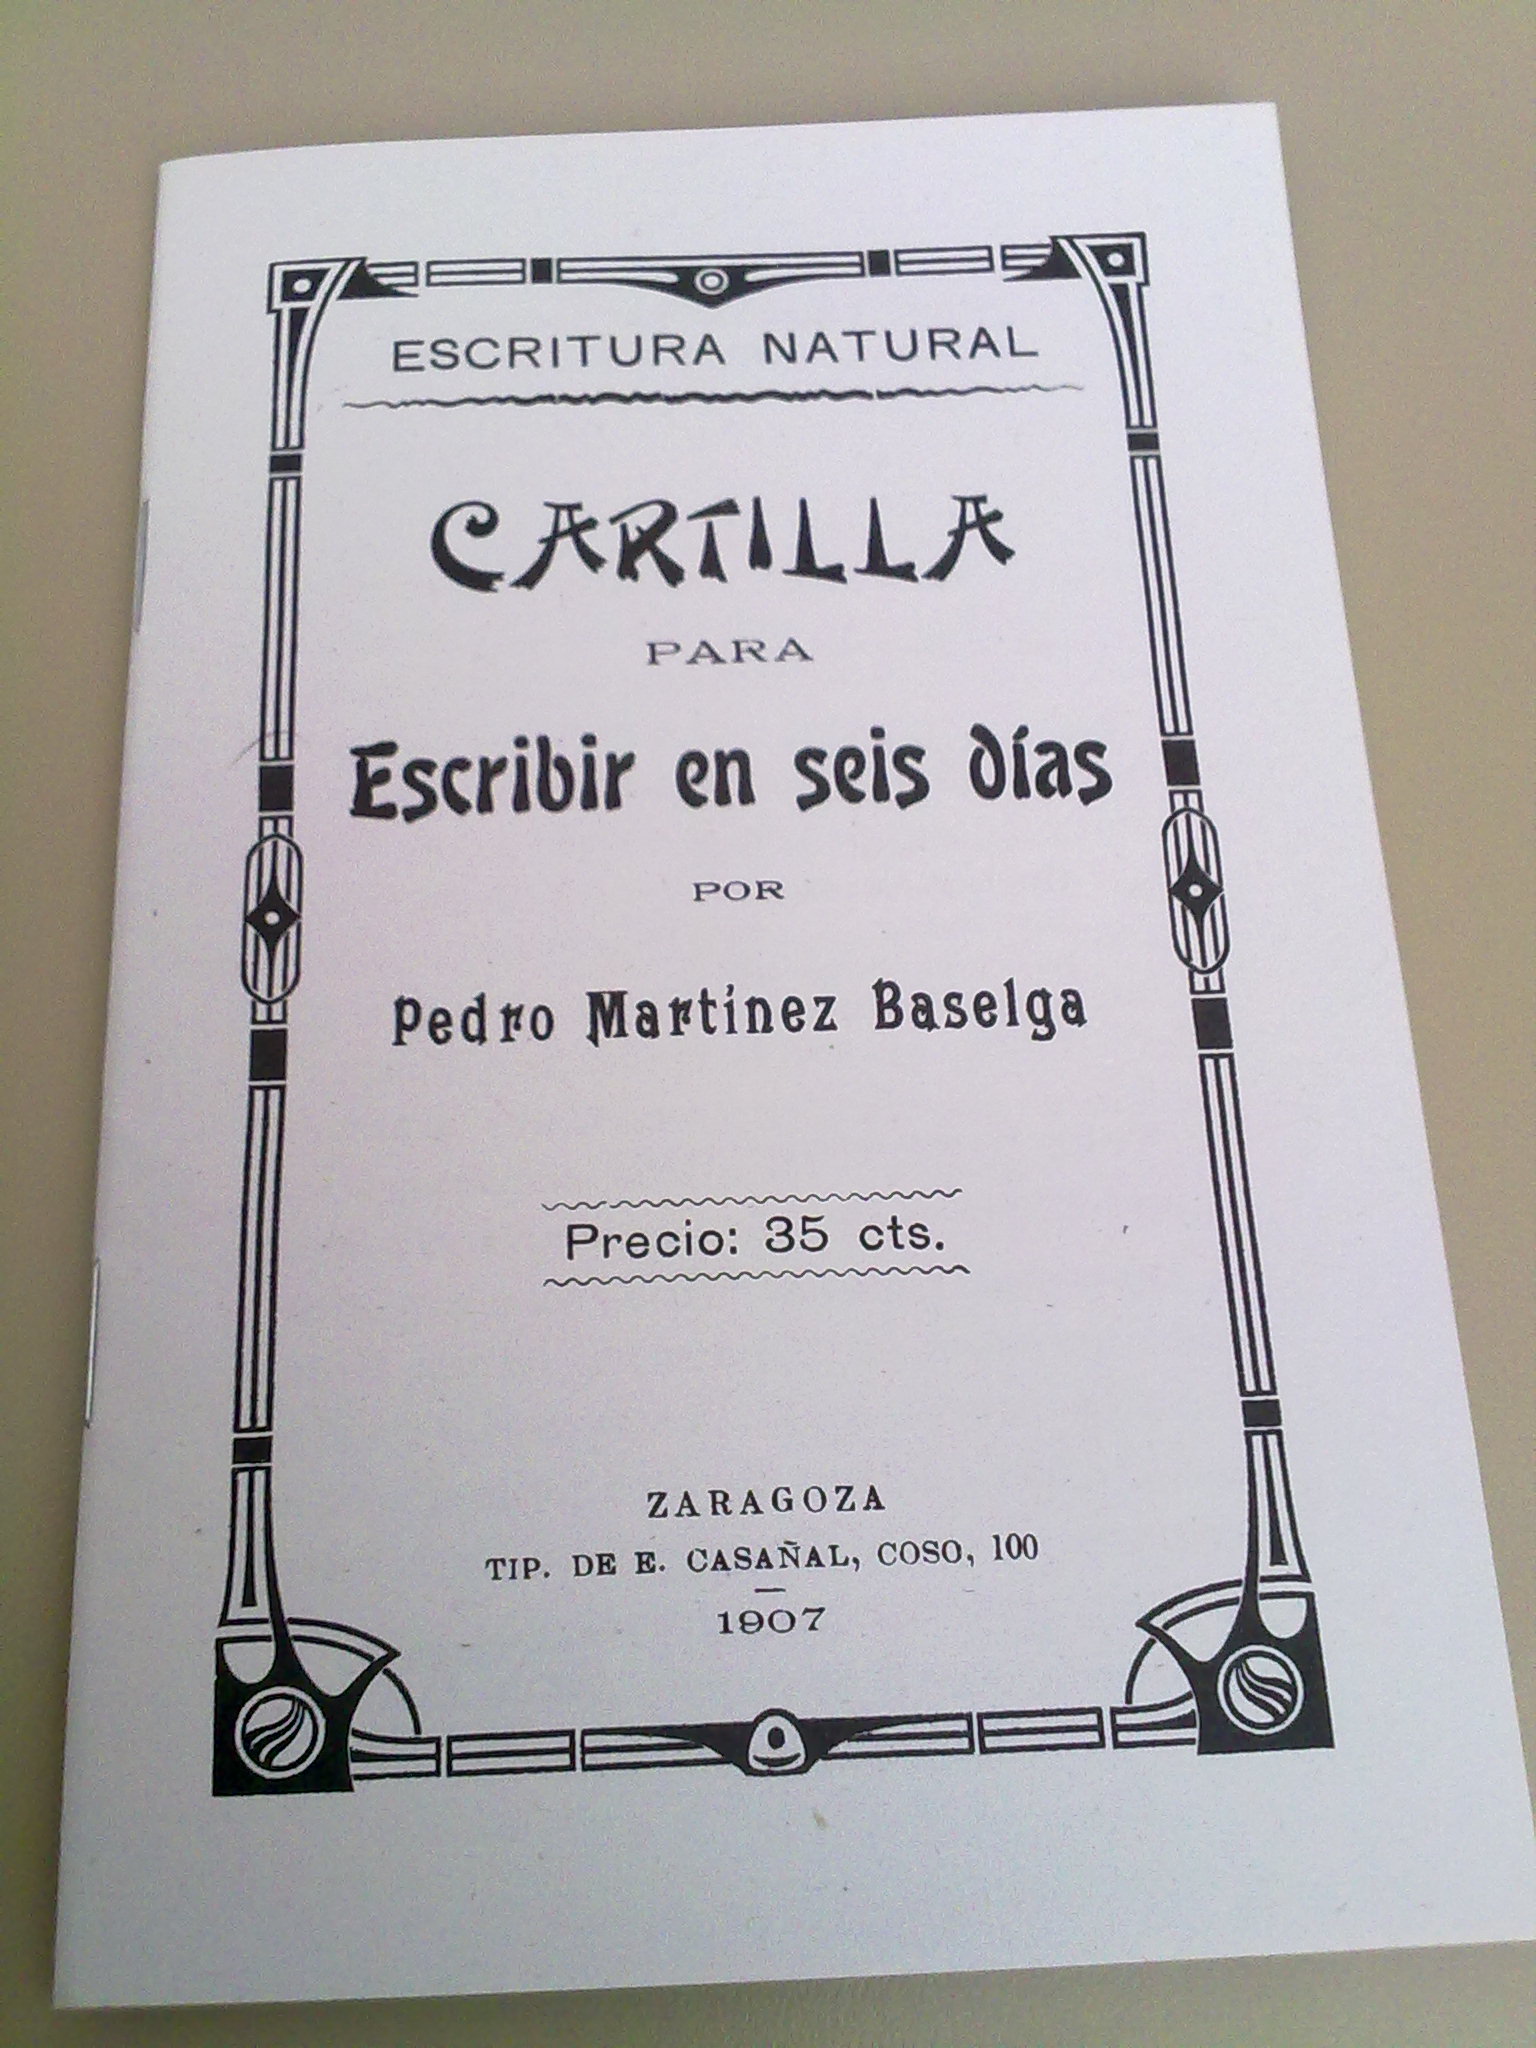 ESCRITURA NATURAL
CARTILLA
PARA
Escribir en seis días
POR
Pedro Martínez Baselga
Precio: 35 cts.
ZARAGOZA
TIP. DE E. CASAÑAL, COSO, 100
1907